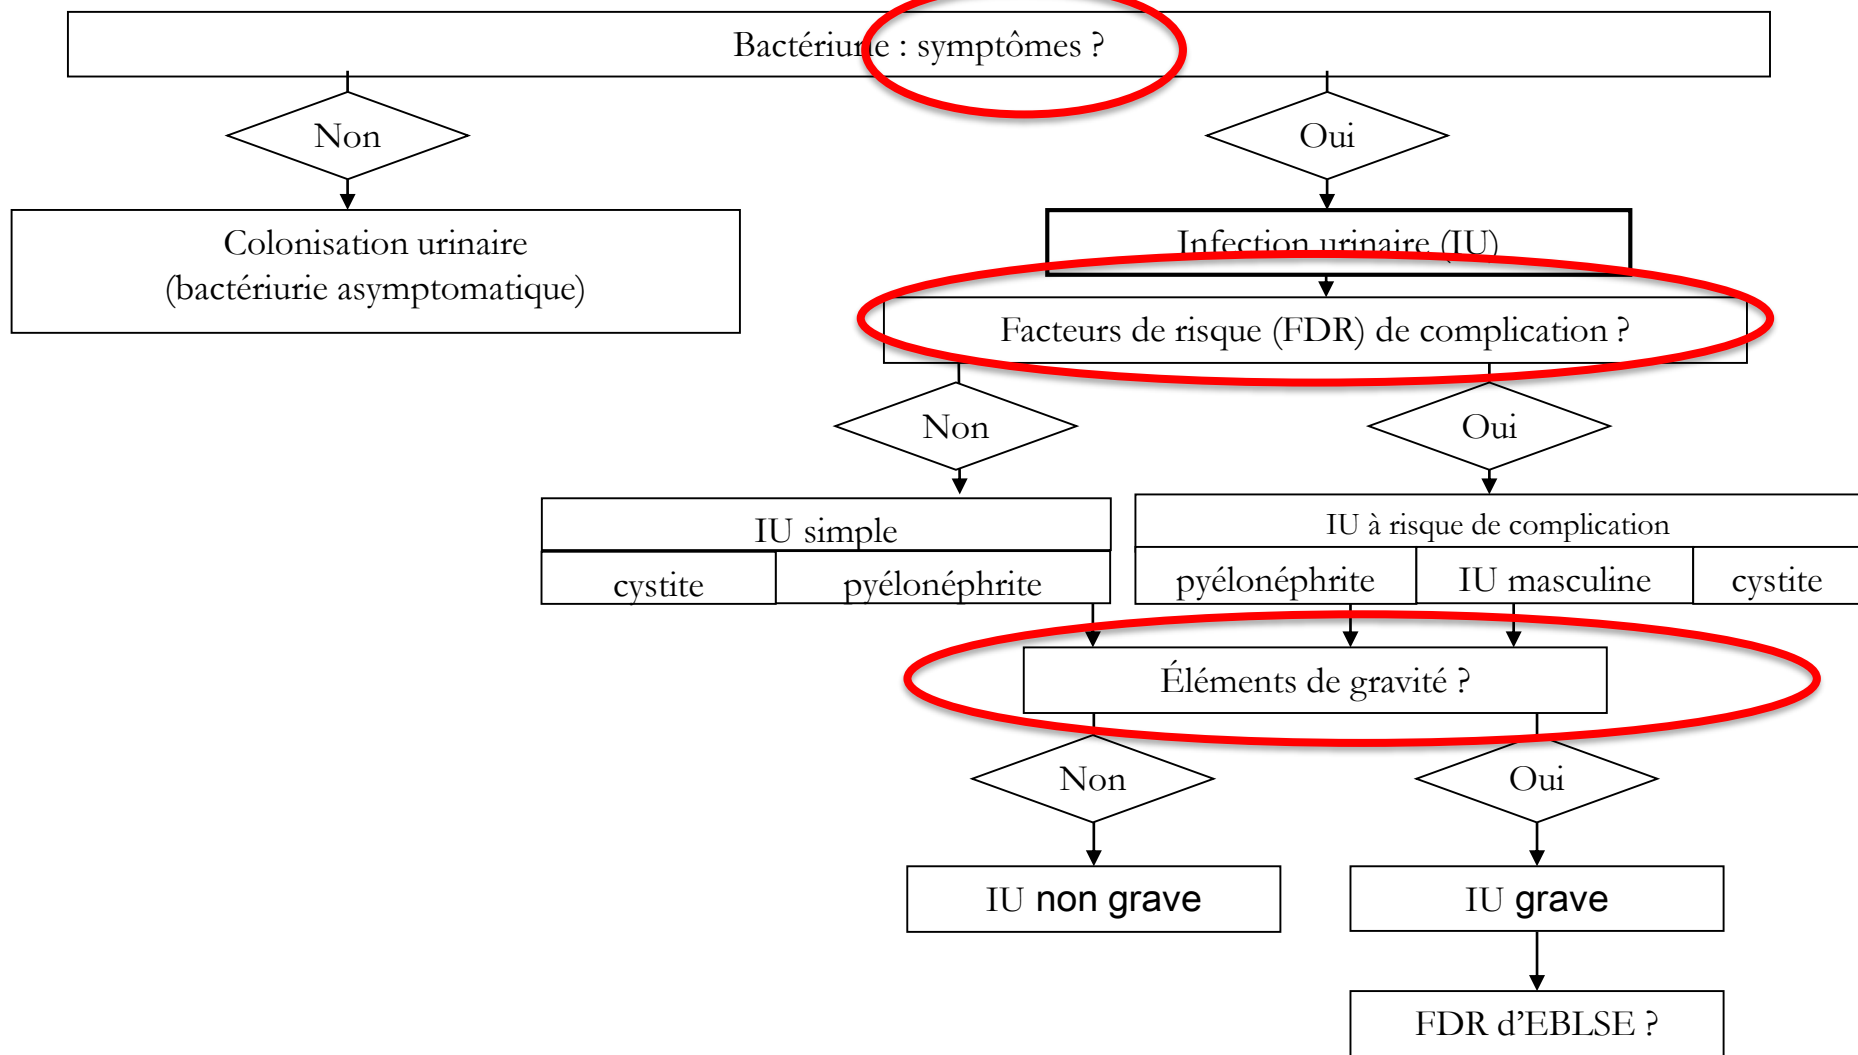 Bactériurie : symptômes ?
Non
Oui
Colonisation urinaire
(bactériurie asymptomatique)
Infection urinaire (IU)
Facteurs de risque (FDR) de complication ?
Non
Oui
IU simple
cystite
pyélonéphrite
IU à risque de complication
pyélonéphrite
IU masculine
cystite
Éléments de gravité ?
Non
Oui
IU non grave
IU grave
FDR d’EBLSE ?